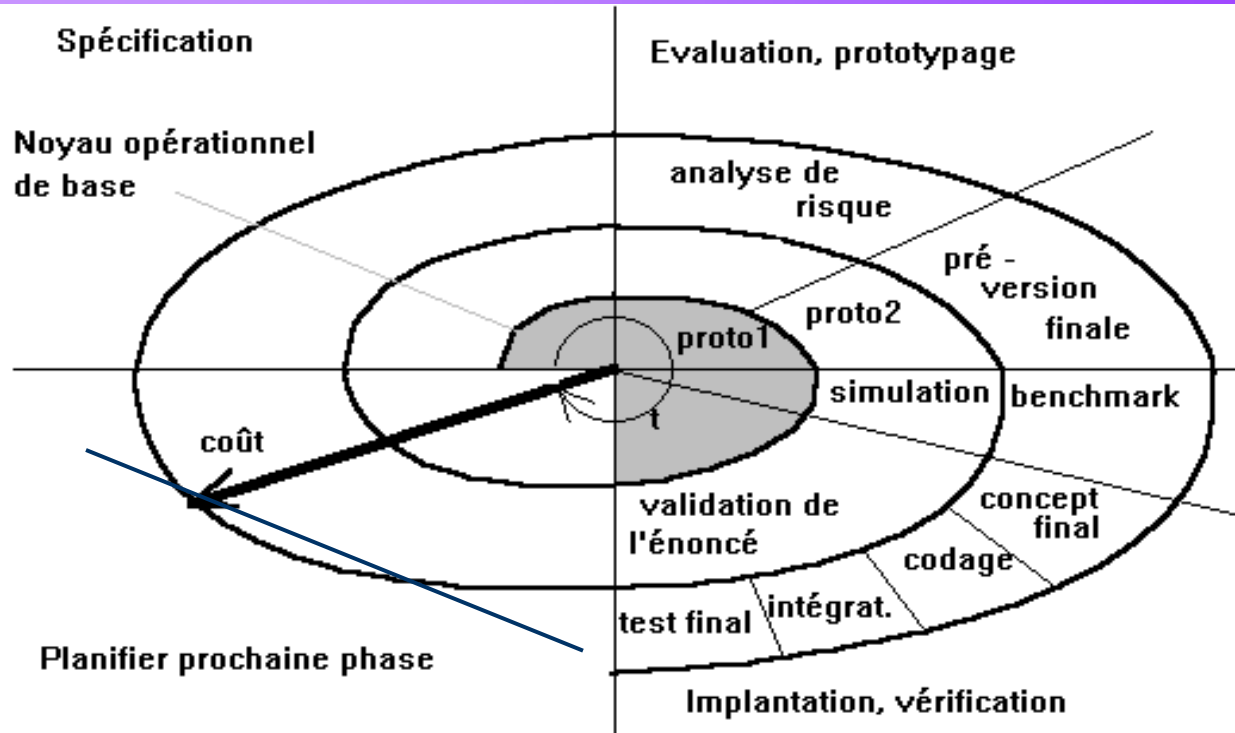 Spécification
Evaluation, prototypage
Noyau opérationnel
de base
analyse de
risque
pré -
version
finale
proto2
proto1
simulation
benchmark
t
coût
validation de
l'énoncé
concept
final
codage
intégrat.
test final
Planifier prochaine phase
Implantation, vérification